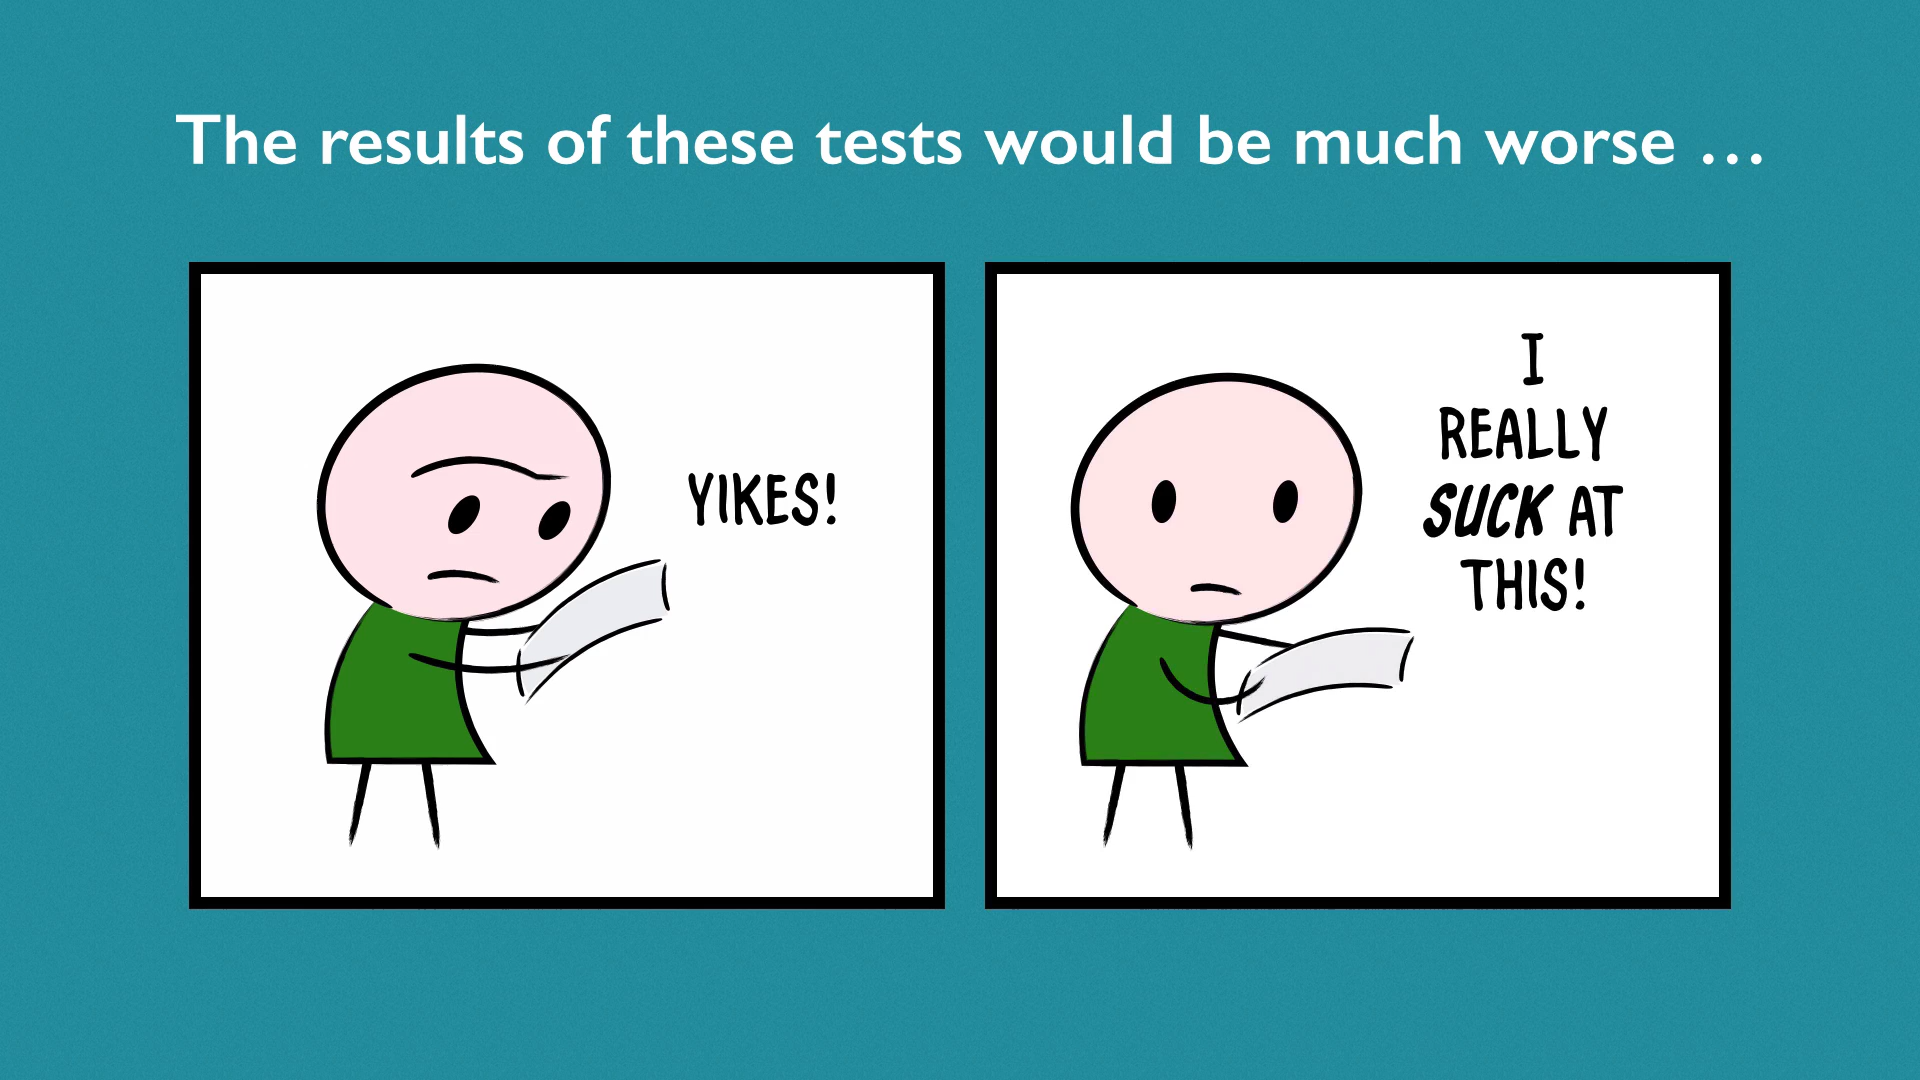 The results of these tests would be much worse …
YIKES!
I
REALLY
SUCK AT
THIS!